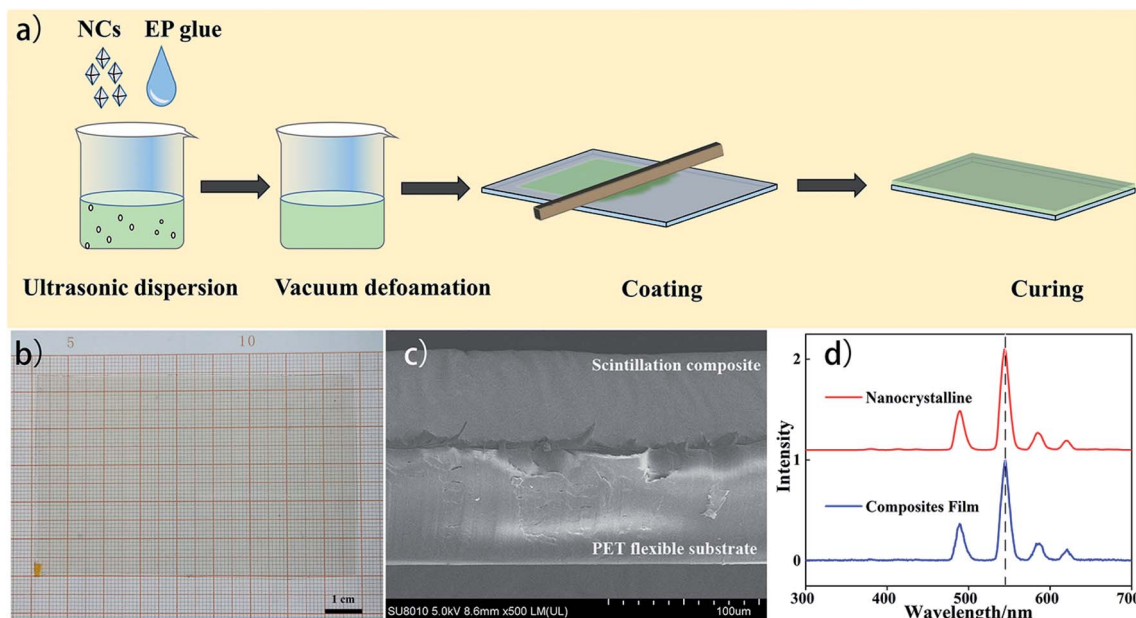 a)
NCs EP glue
Ultrasonic dispersion
Vacuum defoamation
Coating
Curing
b)
5 10
1 cm
c)
Scintillation composite
PET flexible substrate
SU8010 5.0kV 8.6mm x500 LM(UL)
100um
d)
Nanocrystalline
Composites Film
Intensity
2
1
0
300 400 500 600 700
Wavelength/nm